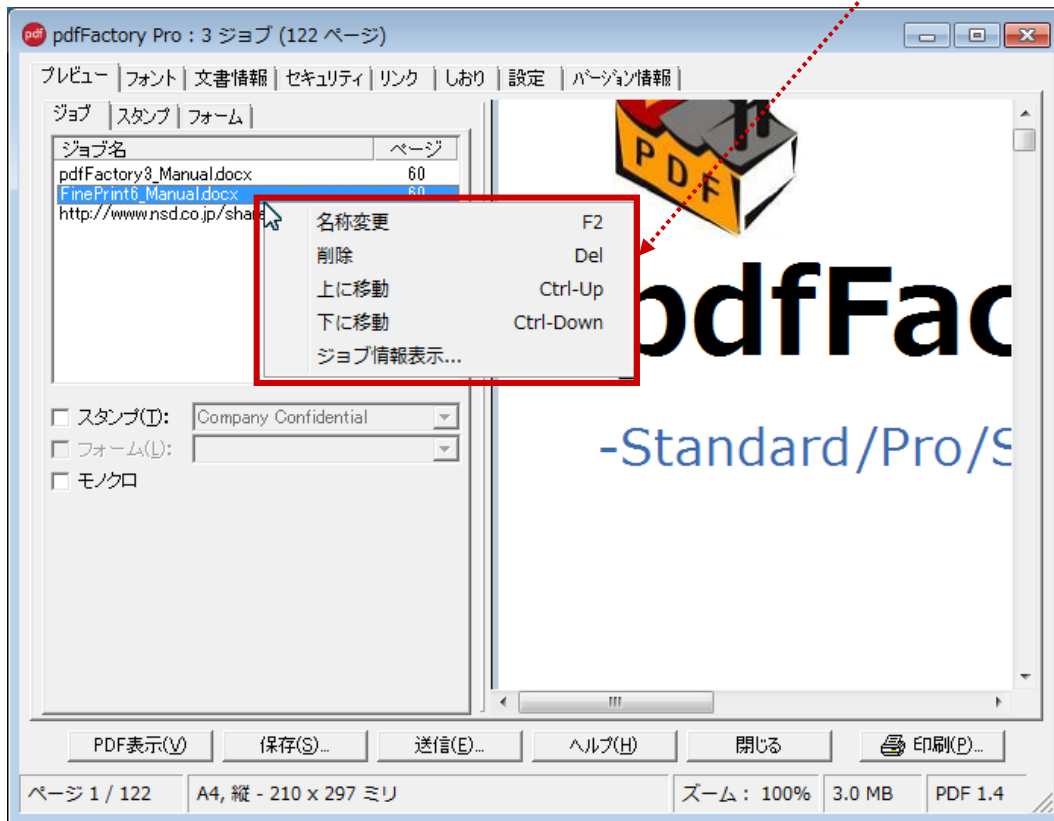 pdf pdfFactory Pro : 3 ジョブ (122 ページ)
プレビュー フォント 文書情報 セキュリティ リンク しおり 設定 バージョン情報
ジョブ スタンプ フォーム
ジョブ名 ページ
pdfFactory3_Manual.docx 60
FinePrint6_Manual.docx 60
http://www.nsd.co.jp/share
名称変更 F2
削除 Del
上に移動 Ctrl-Up
下に移動 Ctrl-Down
ジョブ情報表示...
PDF
pdfFac
-Standard/Pro/S
スタンプ(T): Company Confidential
フォーム(L):
モノクロ
PDF表示(V) 保存(S)... 送信(E)... ヘルプ(H) 閉じる 印刷(P)...
ページ 1 / 122 A4, 縦 - 210 x 297 ミリ ズーム : 100% 3.0 MB PDF 1.4